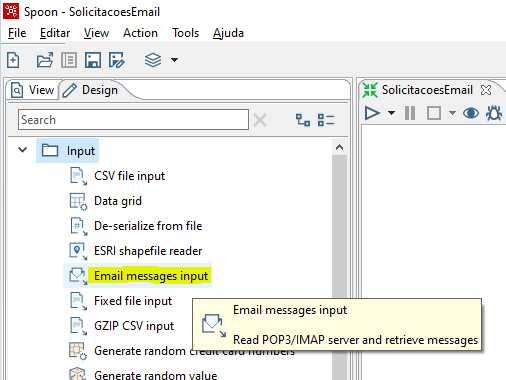 Spoon - SolicitacoesEmail
File Editar View Action Tools Ajuda
View Design SolicitacoesEmail
Search
Input
CSV file input
Data grid
De-serialize from file
ESRI shapefile reader
Email messages input
Fixed file input
Email messages input
GZIP CSV input
Read POP3/IMAP server and retrieve messages
Generate random credit card numbers
Generate random value